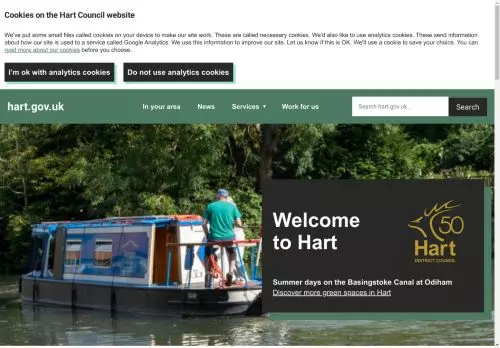 Cookies on the Hart Council website
We've put some small files called cookies on your device to make our site work. These are called necessary cookies. We'd also like to use analytics cookies. These send information
about how our site is used to a service called Google Analytics. We use this information to improve our site. Let us know if this is OK. We'll use a cookie to save your choice. You can
read more about our cookies before you choose.
I'm ok with analytics cookies Do not use analytics cookies
hart.gov.uk In your area News Services Work for us Search hart.gov.uk... Search
Welcome
to Hart
50
Hart
DISTRICT COUNCIL
Summer days on the Basingstoke Canal at Odiham
Discover more green spaces in Hart